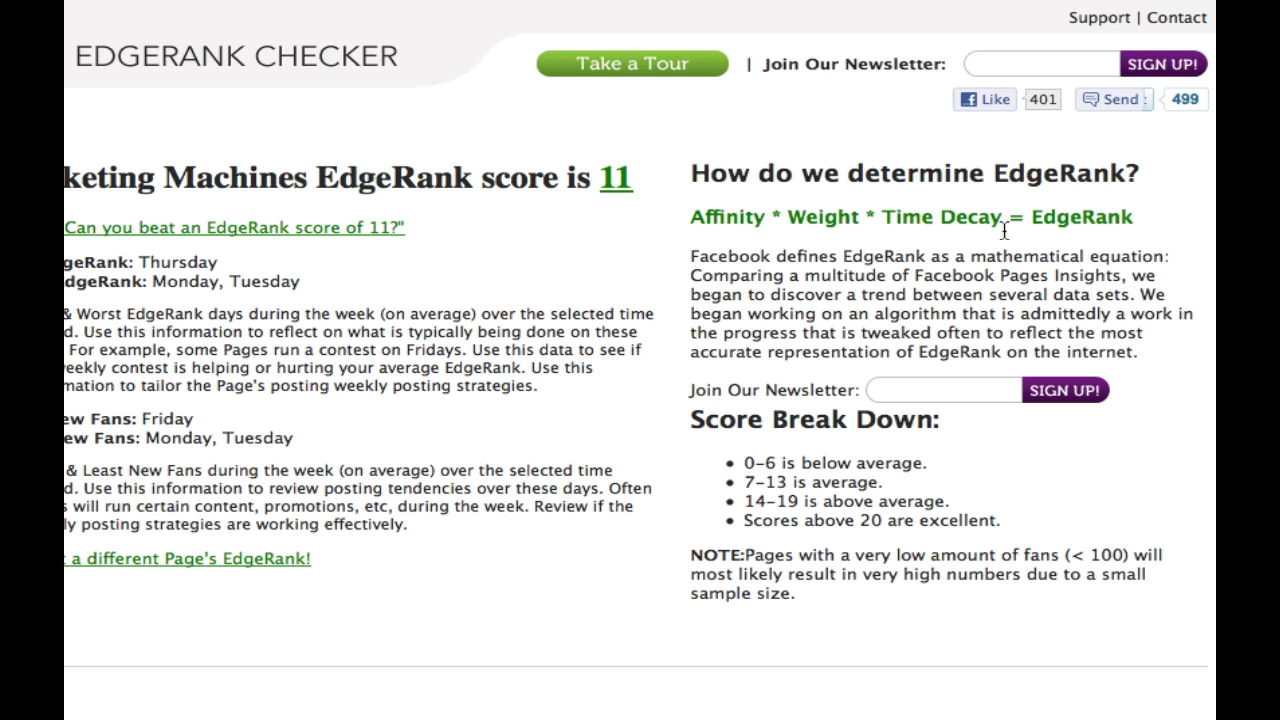 Support | Contact
EDGERANK CHECKER
Take a Tour | Join Our Newsletter: SIGN UP!
Like 401 Send 499
keting Machines EdgeRank score is 11
Can you beat an EdgeRank score of 11?"
geRank: Thursday
dgeRank: Monday, Tuesday
& Worst EdgeRank days during the week (on average) over the selected time
d. Use this information to reflect on what is typically being done on these
For example, some Pages run a contest on Fridays. Use this data to see if
eekly contest is helping or hurting your average EdgeRank. Use this
mation to tailor the Page's posting weekly posting strategies.
ew Fans: Friday
ew Fans: Monday, Tuesday
& Least New Fans during the week (on average) over the selected time
d. Use this information to review posting tendencies over these days. Often
s will run certain content, promotions, etc, during the week. Review if the
ly posting strategies are working effectively.
a different Page's EdgeRank!
How do we determine EdgeRank?
Affinity * Weight * Time Decay = EdgeRank
Facebook defines EdgeRank as a mathematical equation:
Comparing a multitude of Facebook Pages Insights, we
began to discover a trend between several data sets. We
began working on an algorithm that is admittedly a work in
the progress that is tweaked often to reflect the most
accurate representation of EdgeRank on the internet.
Join Our Newsletter: SIGN UP!
Score Break Down:
• 0-6 is below average.
• 7-13 is average.
• 14-19 is above average.
• Scores above 20 are excellent.
NOTE:Pages with a very low amount of fans (< 100) will
most likely result in very high numbers due to a small
sample size.